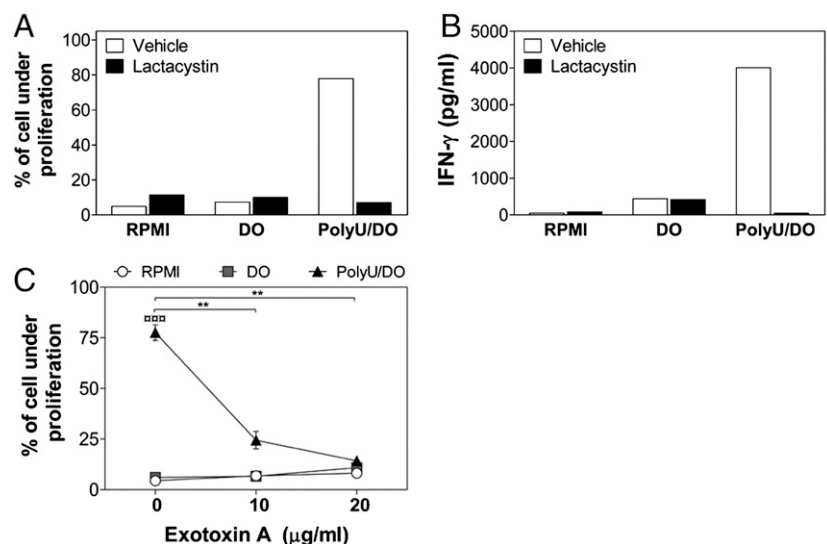 A
% of cell under
proliferation
100
80
60
40
20
0
Vehicle
Lactacystin
RPMI DO PolyU/DO
B
IFN-γ (pg/ml)
5000
4000
3000
2000
1000
0
Vehicle
Lactacystin
RPMI DO PolyU/DO
C
RPMI DO PolyU/DO
% of cell under
proliferation
100
75
50
25
0
¤¤¤
**
**
0 10 20
Exotoxin A (μg/ml)